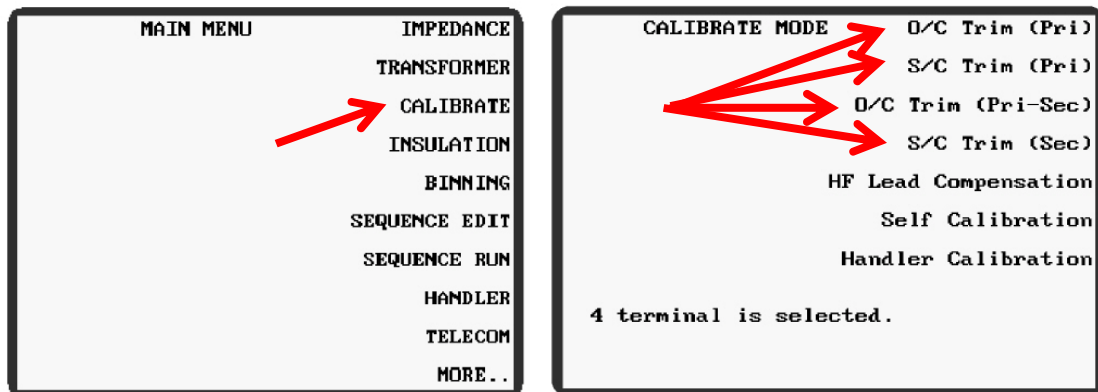 MAIN MENU IMPEDANCE
TRANSFORMER
CALIBRATE
INSULATION
BINNING
SEQUENCE EDIT
SEQUENCE RUN
HANDLER
TELECOM
MORE..
CALIBRATE MODE O/C Trim (Pri)
S/C Trim (Pri)
O/C Trim (Pri-Sec)
S/C Trim (Sec)
HF Lead Compensation
Self Calibration
Handler Calibration
4 terminal is selected.